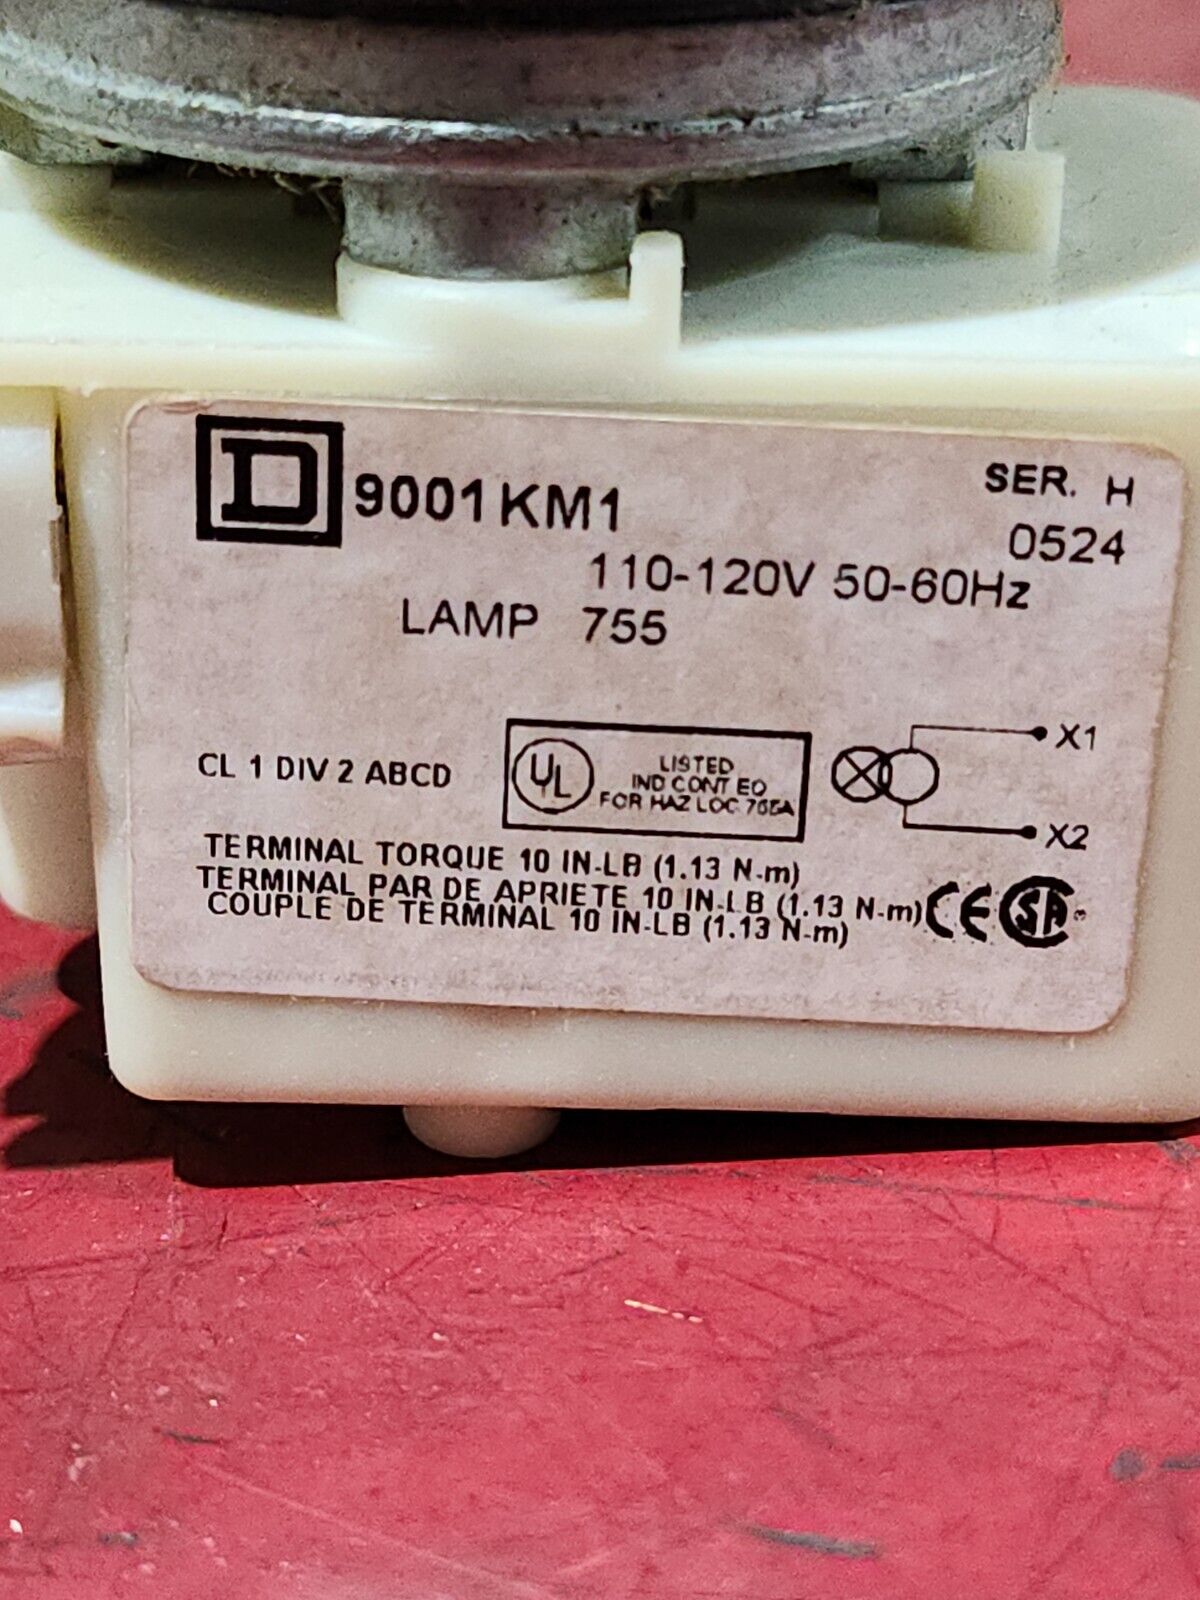 D 9001KM1 SER. H
0524
110-120V 50-60Hz
LAMP 755
X1
CL 1 DIV 2 ABCD
UL LISTED
IND CONT EQ
FOR HAZ LOC
X2
TERMINAL TORQUE 10 IN-LB (1.13 N-m)
TERMINAL PAR DE APRIETE 10 IN-LB (1.13 N-m) CE SA
COUPLE DE TERMINAL 10 IN-LB (1.13 N-m)